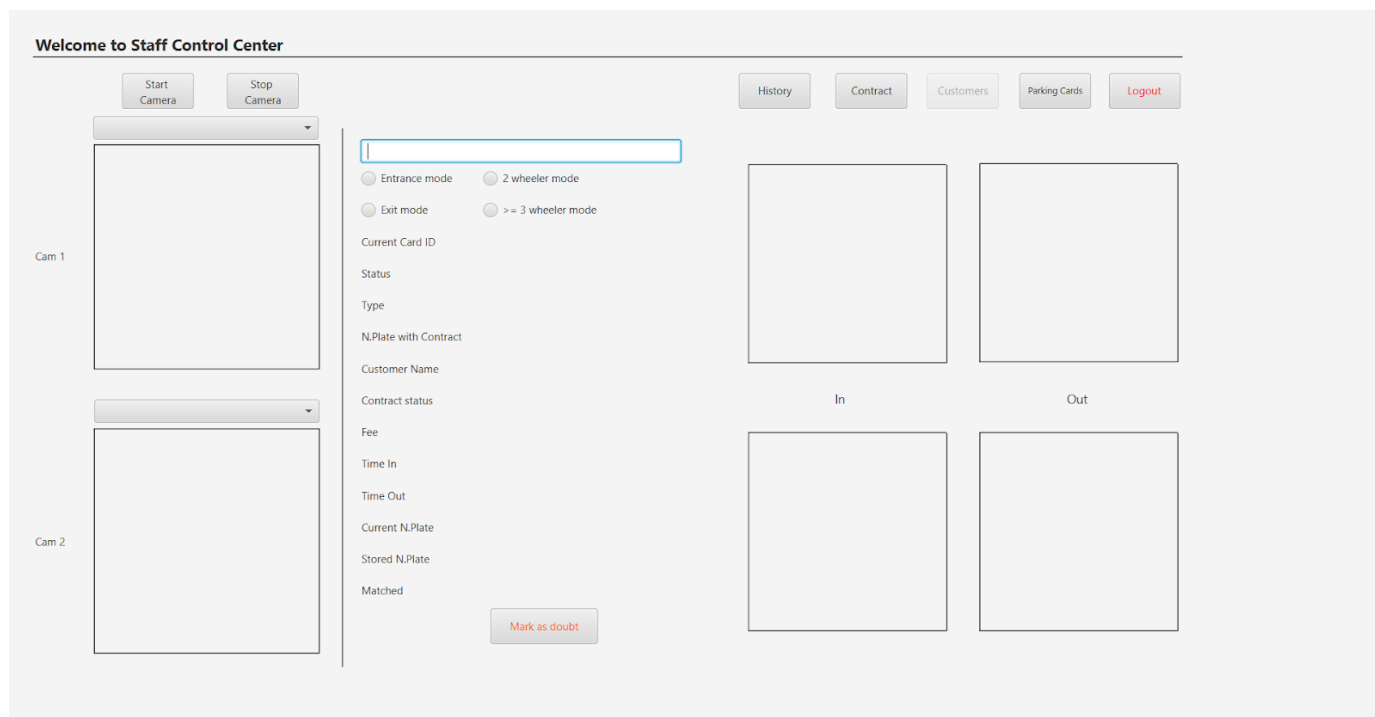 Welcome to Staff Control Center
Start
Camera
Stop
Camera
History
Contract
Customers
Parking Cards
Logout
Entrance mode
2 wheeler mode
Exit mode
>= 3 wheeler mode
Current Card ID
Cam 1
Status
Type
N.Plate with Contract
Customer Name
Contract status
In
Out
Fee
Time In
Time Out
Current N.Plate
Cam 2
Stored N.Plate
Matched
Mark as doubt